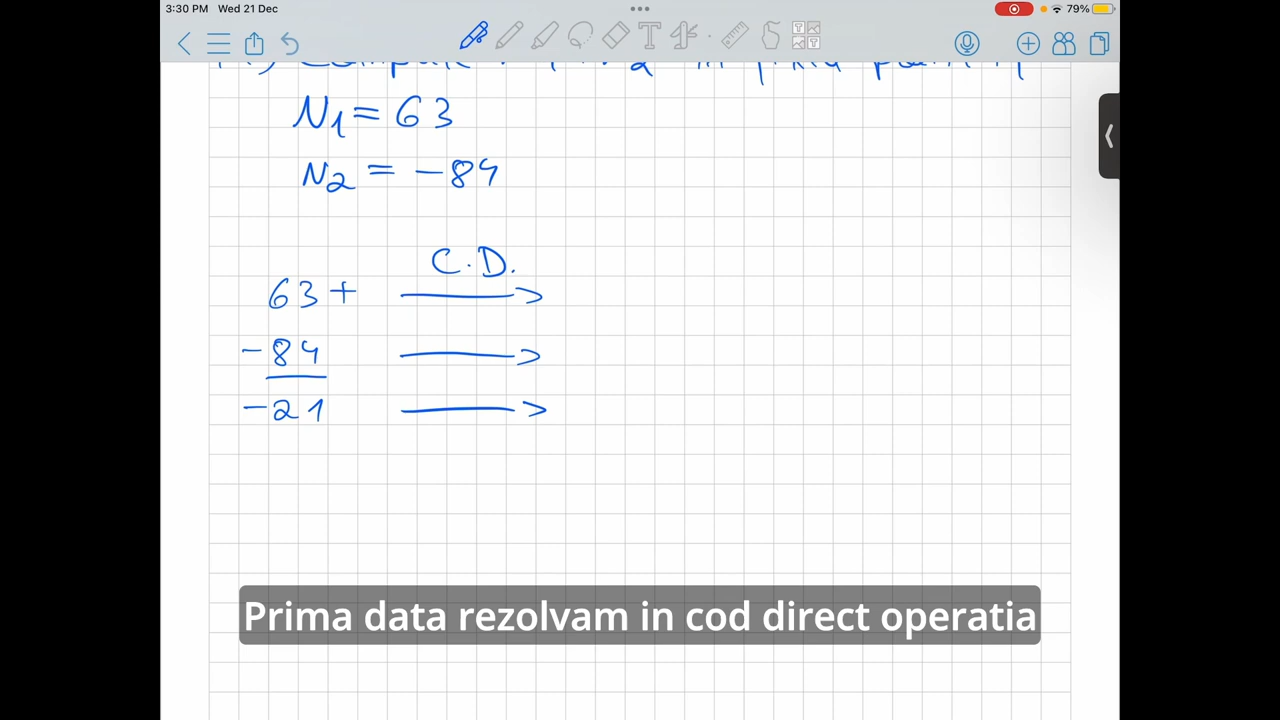 3:30 PM Wed 21 Dec
79%
N1 = 63
N2 = -84
C.D.
63 +
-84
-21
Prima data rezolvam in cod direct operatia